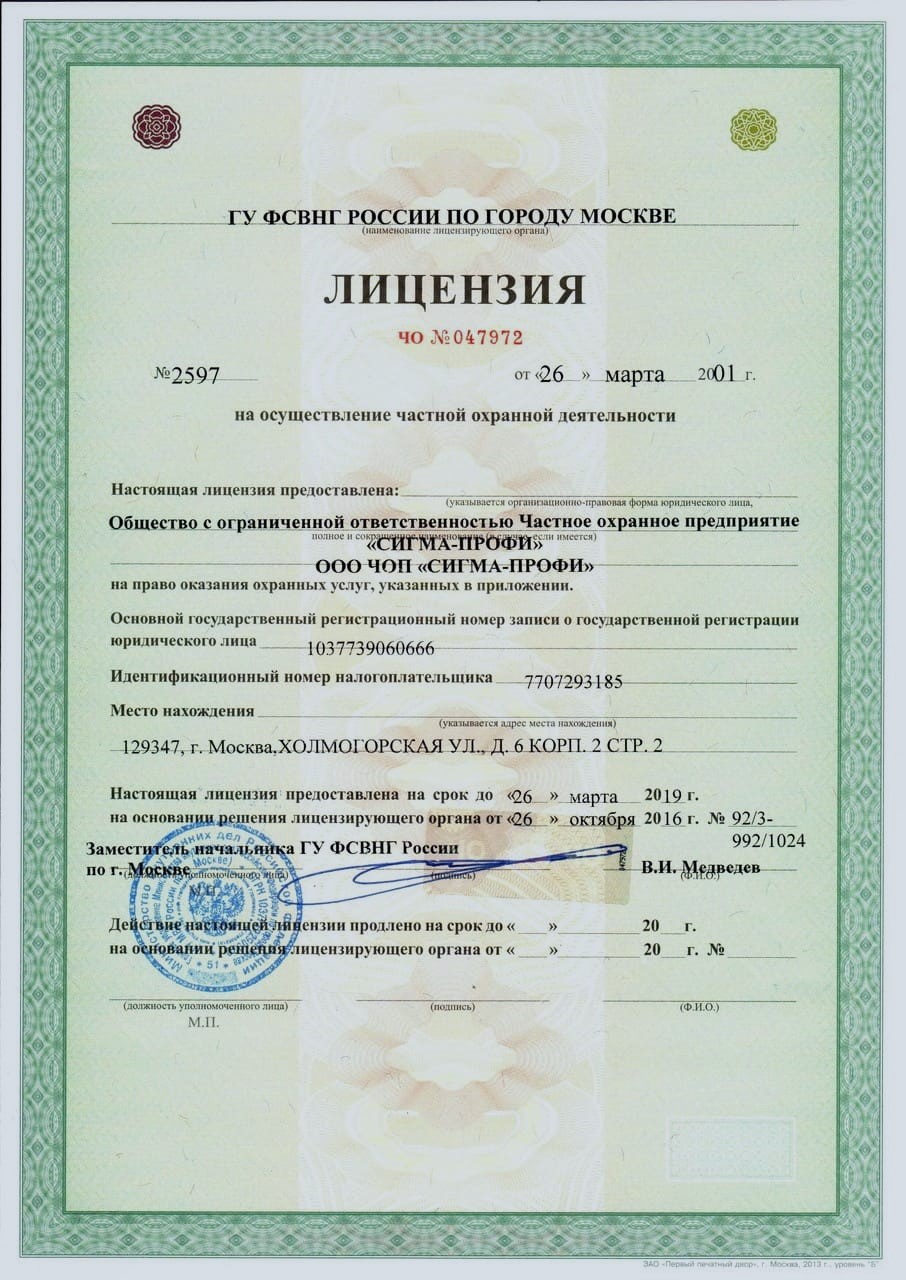 ГУ ФСВНГ РОССИИ ПО ГОРОДУ МОСКВЕ
(наименование лицензирующего органа)
ЛИЦЕНЗИЯ
ЧО №047972
№2597 от «26 » марта 2001 г.
на осуществление частной охранной деятельности
Настоящая лицензия предоставлена:
(указывается организационно-правовая форма юридического лица,
Общество с ограниченной ответственностью Частное охранное предприятие
полное и сокращенное наименование (в случае, если имеется)
«СИГМА-ПРОФИ»
ООО ЧОП «СИГМА-ПРОФИ»
на право оказания охранных услуг, указанных в приложении.
Основной государственный регистрационный номер записи о государственной регистрации
юридического лица 1037739060666
Идентификационный номер налогоплательщика 7707293185
Место нахождения
(указывается адрес места нахождения)
129347, г. Москва,ХОЛМОГОРСКАЯ УЛ., Д. 6 КОРП. 2 СТР. 2
Настоящая лицензия предоставлена на срок до «26 » марта 2019 г.
на основании решения лицензирующего органа от «26 » октября 2016 г. № 92/3-
992/1024
Заместитель начальника ГУ ФСВНГ России
по г. Москве В.И. Медведев
(должность уполномоченного лица) (подпись) (Ф.И.О.)
М.П.
Действие настоящей лицензии продлено на срок до « » 20 г.
на основании решения лицензирующего органа от « » 20 г. №
(должность уполномоченного лица) (подпись) (Ф.И.О.)
М.П.
ЗАО «Первый печатный двор», г. Москва, 2013 г., уровень "Б"